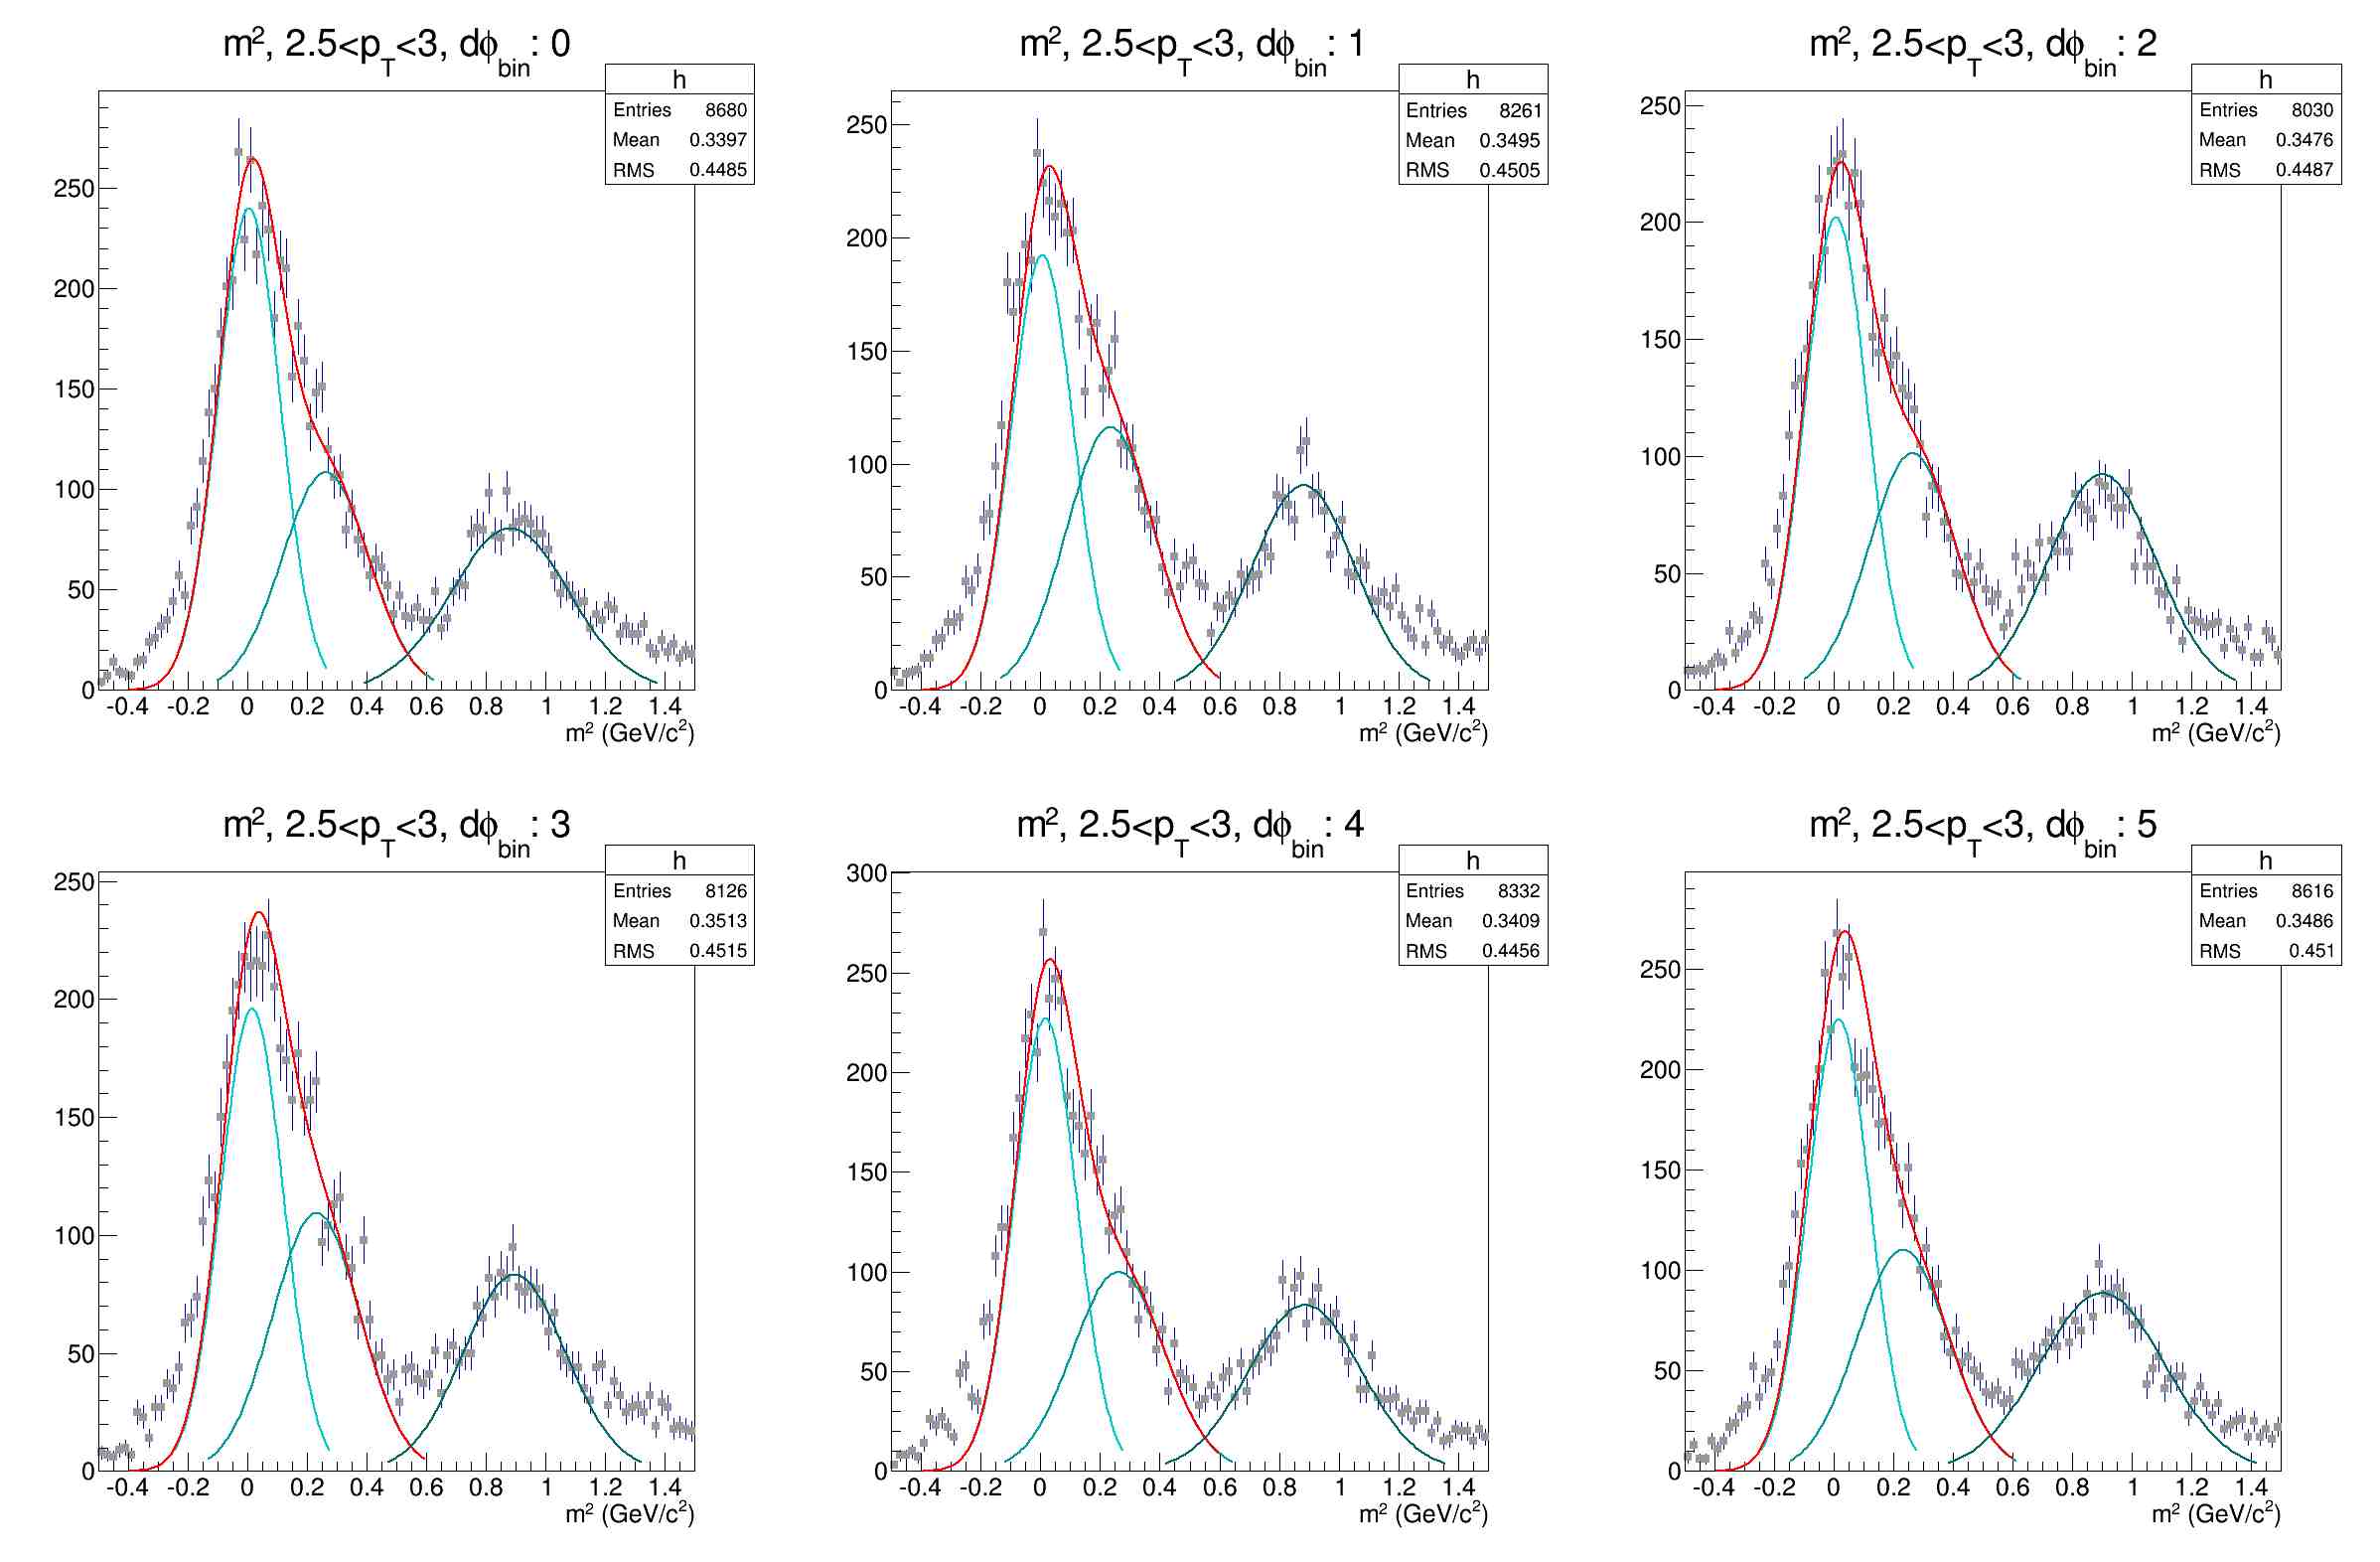 m², 2.5<p_T<3, dϕ_bin : 0
h
Entries 8680
Mean 0.3397
RMS 0.4485
250
200
150
100
50
0
-0.4 -0.2 0 0.2 0.4 0.6 0.8 1 1.2 1.4
m² (GeV/c²)
m², 2.5<p_T<3, dϕ_bin : 1
h
Entries 8261
Mean 0.3495
RMS 0.4505
250
200
150
100
50
0
-0.4 -0.2 0 0.2 0.4 0.6 0.8 1 1.2 1.4
m² (GeV/c²)
m², 2.5<p_T<3, dϕ_bin : 2
h
Entries 8030
Mean 0.3476
RMS 0.4487
250
200
150
100
50
0
-0.4 -0.2 0 0.2 0.4 0.6 0.8 1 1.2 1.4
m² (GeV/c²)
m², 2.5<p_T<3, dϕ_bin : 3
h
Entries 8126
Mean 0.3513
RMS 0.4515
250
200
150
100
50
0
-0.4 -0.2 0 0.2 0.4 0.6 0.8 1 1.2 1.4
m² (GeV/c²)
m², 2.5<p_T<3, dϕ_bin : 4
h
Entries 8332
Mean 0.3409
RMS 0.4456
300
250
200
150
100
50
0
-0.4 -0.2 0 0.2 0.4 0.6 0.8 1 1.2 1.4
m² (GeV/c²)
m², 2.5<p_T<3, dϕ_bin : 5
h
Entries 8616
Mean 0.3486
RMS 0.451
250
200
150
100
50
0
-0.4 -0.2 0 0.2 0.4 0.6 0.8 1 1.2 1.4
m² (GeV/c²)